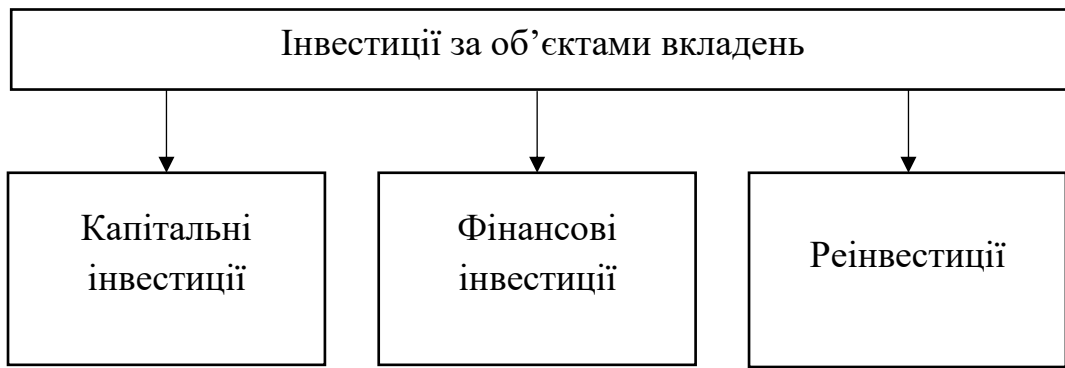 Інвестиції за об’єктами вкладень
Капітальні
інвестиції
Фінансові
інвестиції
Реінвестиції